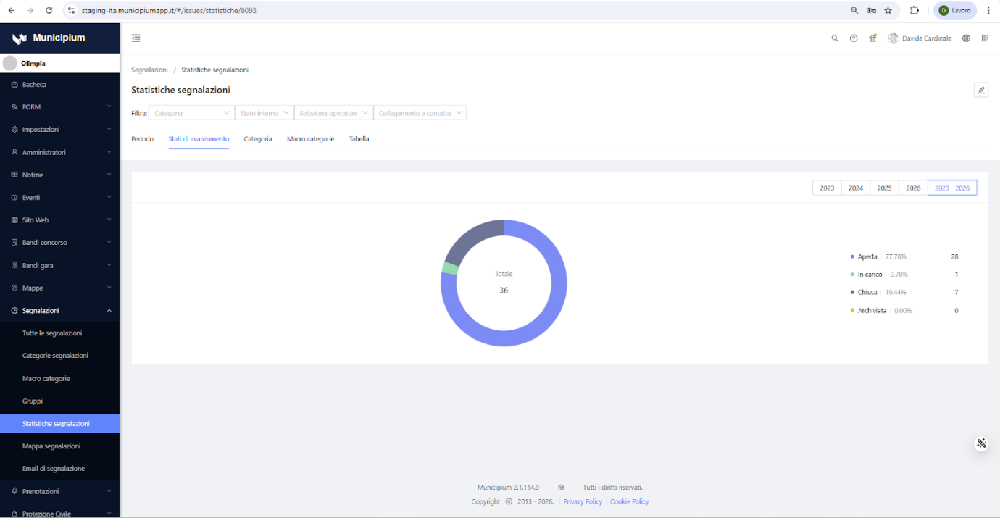 staging-ita.municipiumapp.it/#/issues/statistiche/8093
D Lavoro
Municipium
Davide Cardinale
Olimpia
Bacheca
FORM
Impostazioni
Amministratori
Notizie
Eventi
Sito Web
Bandi concorso
Bandi gara
Mappe
Segnalazioni
Tutte le segnalazioni
Categorie segnalazioni
Macro categorie
Gruppi
Statistiche segnalazioni
Mappa segnalazioni
Email di segnalazione
Prenotazioni
Protezione Civile
Segnalazioni / Statistiche segnalazioni
Statistiche segnalazioni
Filtra: Categoria Stato interno Seleziona operatore Collegamento a contatto
Periodo Stati di avanzamento Categoria Macro categorie Tabella
2023 2024 2025 2026 2023 - 2026
Totale
36
Aperta 77.78% 28
In carico 2.78% 1
Chiusa 19.44% 7
Archiviata 0.00% 0
Municipium 2.1.114.9 Tutti i diritti riservati.
Copyright © 2013 - 2026. Privacy Policy Cookie Policy